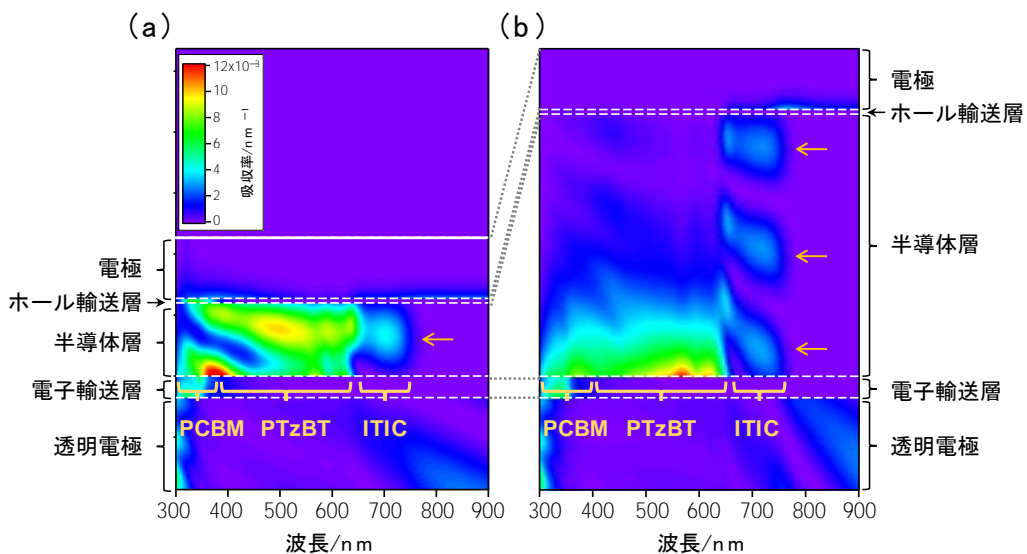 (a)
(b)
12x10⁻³
10
8
6
4
2
0
吸収率/nm⁻¹
電極
ホール輸送層
半導体層
電子輸送層
透明電極
PCBM PTzBT ITIC
300 400 500 600 700 800 900
波長/nm
電極
ホール輸送層
半導体層
電子輸送層
透明電極
PCBM PTzBT ITIC
300 400 500 600 700 800 900
波長/nm